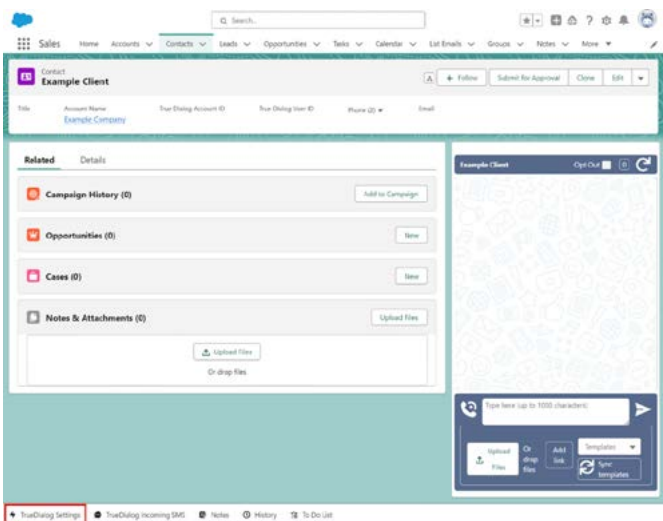 Search...
Sales Home Accounts Contacts Leads Opportunities Tasks Calendar List Emails Groups Notes More
Contact
Example Client
A + Follow Submit for Approval Clone Edit
Title Account Name True Dialog Account ID True Dialog User ID Phone (2) Email
Example Company
Related Details
Example Client Opt Out
Campaign History (0) Add to Campaign
Opportunities (0) New
Cases (0) New
Notes & Attachments (0) Upload Files
Upload Files
Or drop files
Type here (up to 1000 characters)
Upload Files
Or drop files
Add link
Templates
Sync templates
TrueDialog Settings TrueDialog Incoming SMS Notes History To Do List